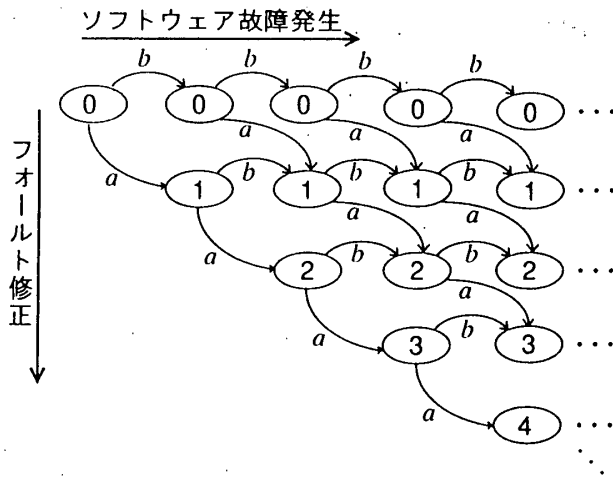 ソフトウェア故障発生
b b b b
0 0 0 0 0 ···
a a a
フォールト修正
a 1 b 1 b 1 b 1 ···
a a
a 2 b 2 b 2 ···
a
a 3 b 3 ···
a 4 ···